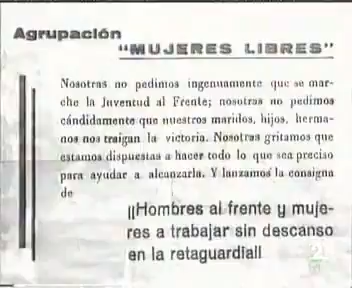 Agrupación
"MUJERES LIBRES"
Nosotras no pedimos ingenuamente que se mar-
che la Juventud al Frente; nosotras no pedimos
cándidamente que nuestros maridos, hijos, herma-
nos nos traigan la victoria. Nosotras gritamos que
estamos dispuestas a hacer todo lo que sea preciso
para ayudar a alcanzarla. Y lanzamos la consigna
de
¡¡Hombres al frente y muje-
res a trabajar sin descanso
en la retaguardia!!